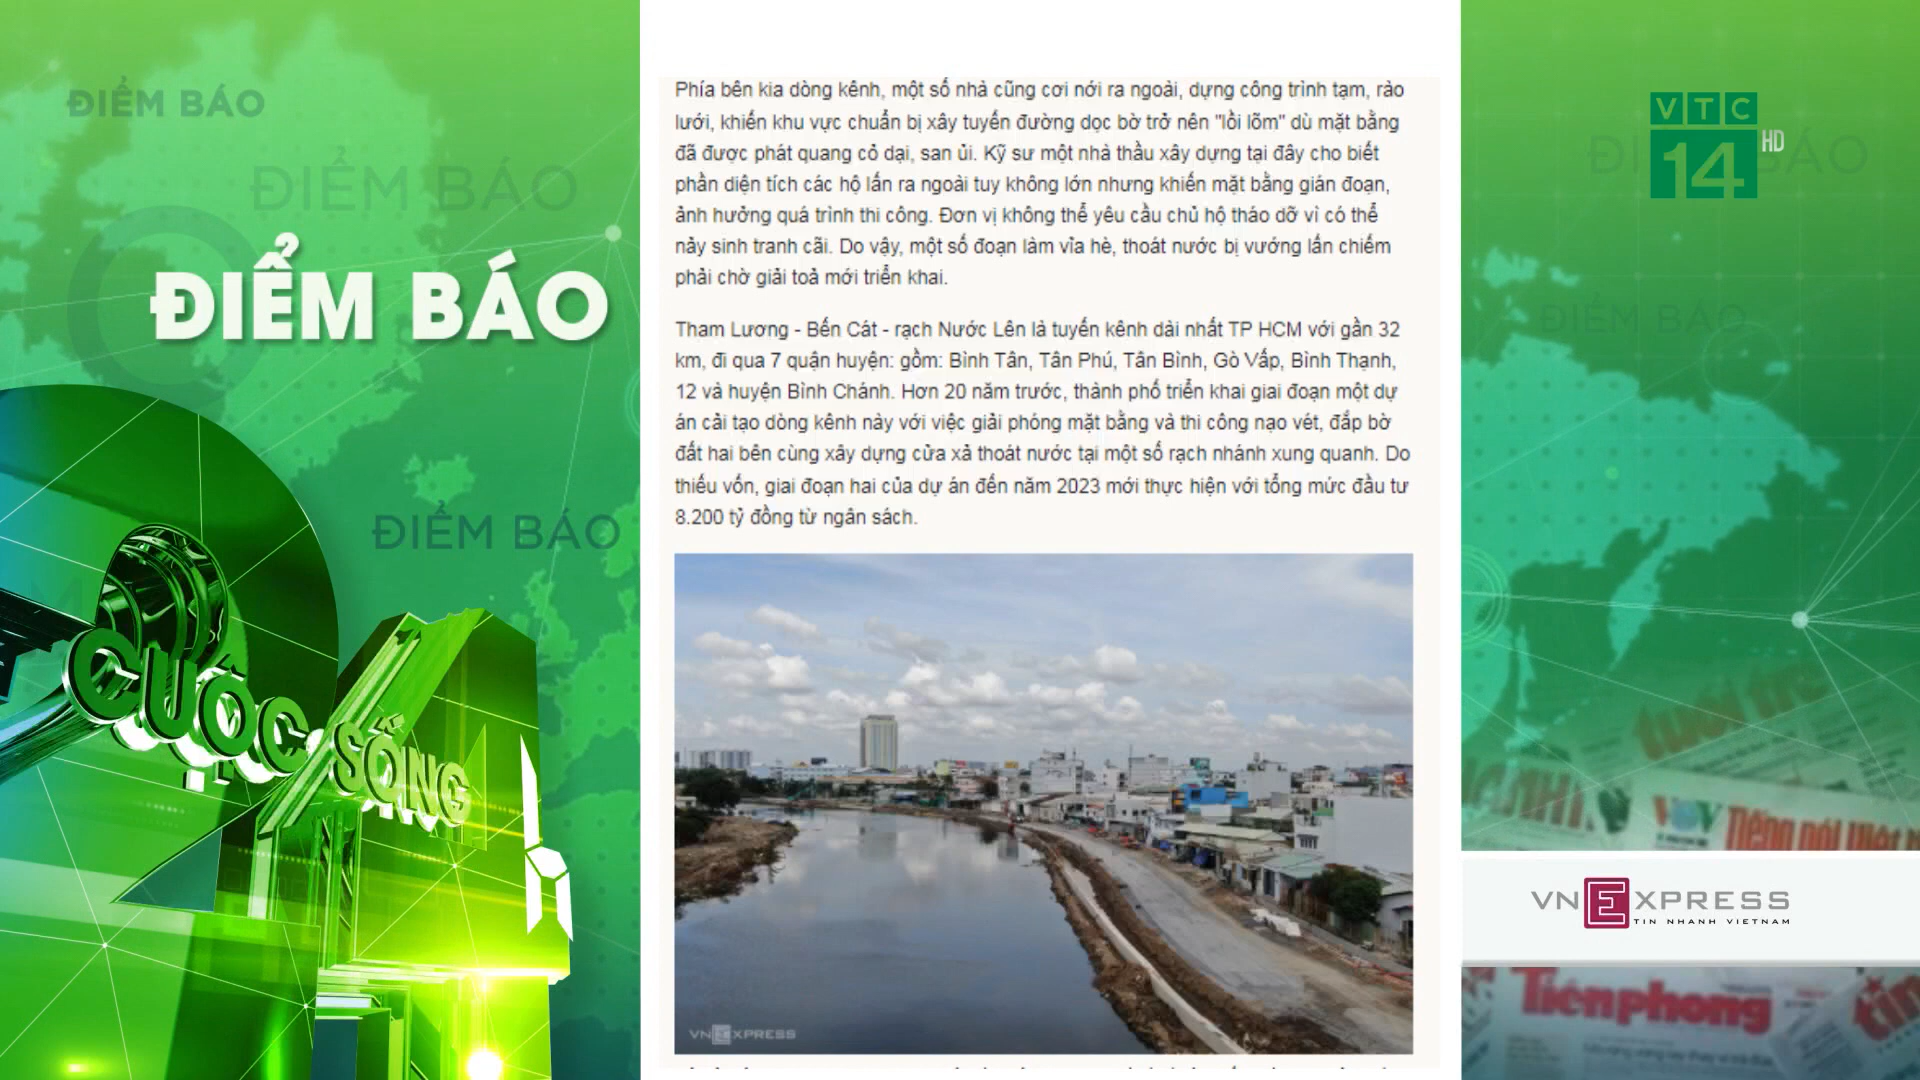 ĐIỂM BÁO
ĐIỂM BÁO
ĐIỂM BÁO
ĐIỂM BÁO
CUỘC SỐNG
24h
Phía bên kia dòng kênh, một số nhà cũng cơi nới ra ngoài, dựng công trình tạm, rào
lưới, khiến khu vực chuẩn bị xây tuyến đường dọc bờ trở nên "lồi lõm" dù mặt bằng
đã được phát quang cỏ dại, san ủi. Kỹ sư một nhà thầu xây dựng tại đây cho biết
phần diện tích các hộ lấn ra ngoài tuy không lớn nhưng khiến mặt bằng gián đoạn,
ảnh hưởng quá trình thi công. Đơn vị không thể yêu cầu chủ hộ tháo dỡ vì có thể
nảy sinh tranh cãi. Do vậy, một số đoạn làm vỉa hè, thoát nước bị vướng lấn chiếm
phải chờ giải toả mới triển khai.
Tham Lương - Bến Cát - rạch Nước Lên là tuyến kênh dài nhất TP HCM với gần 32
km, đi qua 7 quận huyện: gồm: Bình Tân, Tân Phú, Tân Bình, Gò Vấp, Bình Thạnh,
12 và huyện Bình Chánh. Hơn 20 năm trước, thành phố triển khai giai đoạn một dự
án cải tạo dòng kênh này với việc giải phóng mặt bằng và thi công nạo vét, đắp bờ
đất hai bên cùng xây dựng cửa xả thoát nước tại một số rạch nhánh xung quanh. Do
thiếu vốn, giai đoạn hai của dự án đến năm 2023 mới thực hiện với tổng mức đầu tư
8.200 tỷ đồng từ ngân sách.
VNEXPRESS
VTC
14 HD
ĐIỂM BÁO
ĐIỂM BÁO
tuổi trẻ
VOV Tiếng nói Việt
VNEXPRESS
TIN NHANH VIETNAM
Tiền phong